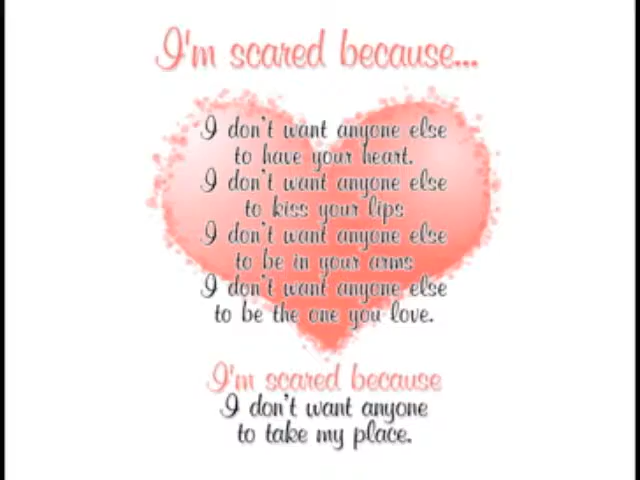 I'm scared because...
I don't want anyone else
to have your heart.
I don't want anyone else
to kiss your lips
I don't want anyone else
to be in your arms
I don't want anyone else
to be the one you love.
I'm scared because
I don't want anyone
to take my place.